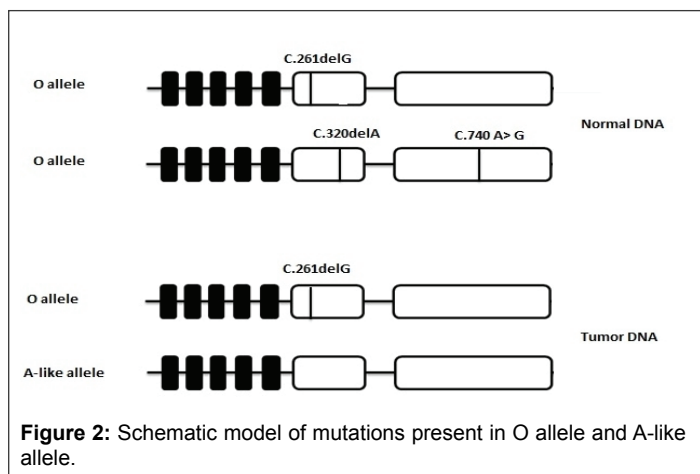 C.261delG
O allele
Normal DNA
C.320delA C.740 A> G
O allele
C.261delG
O allele
Tumor DNA
A-like allele
Figure 2: Schematic model of mutations present in O allele and A-like
allele.